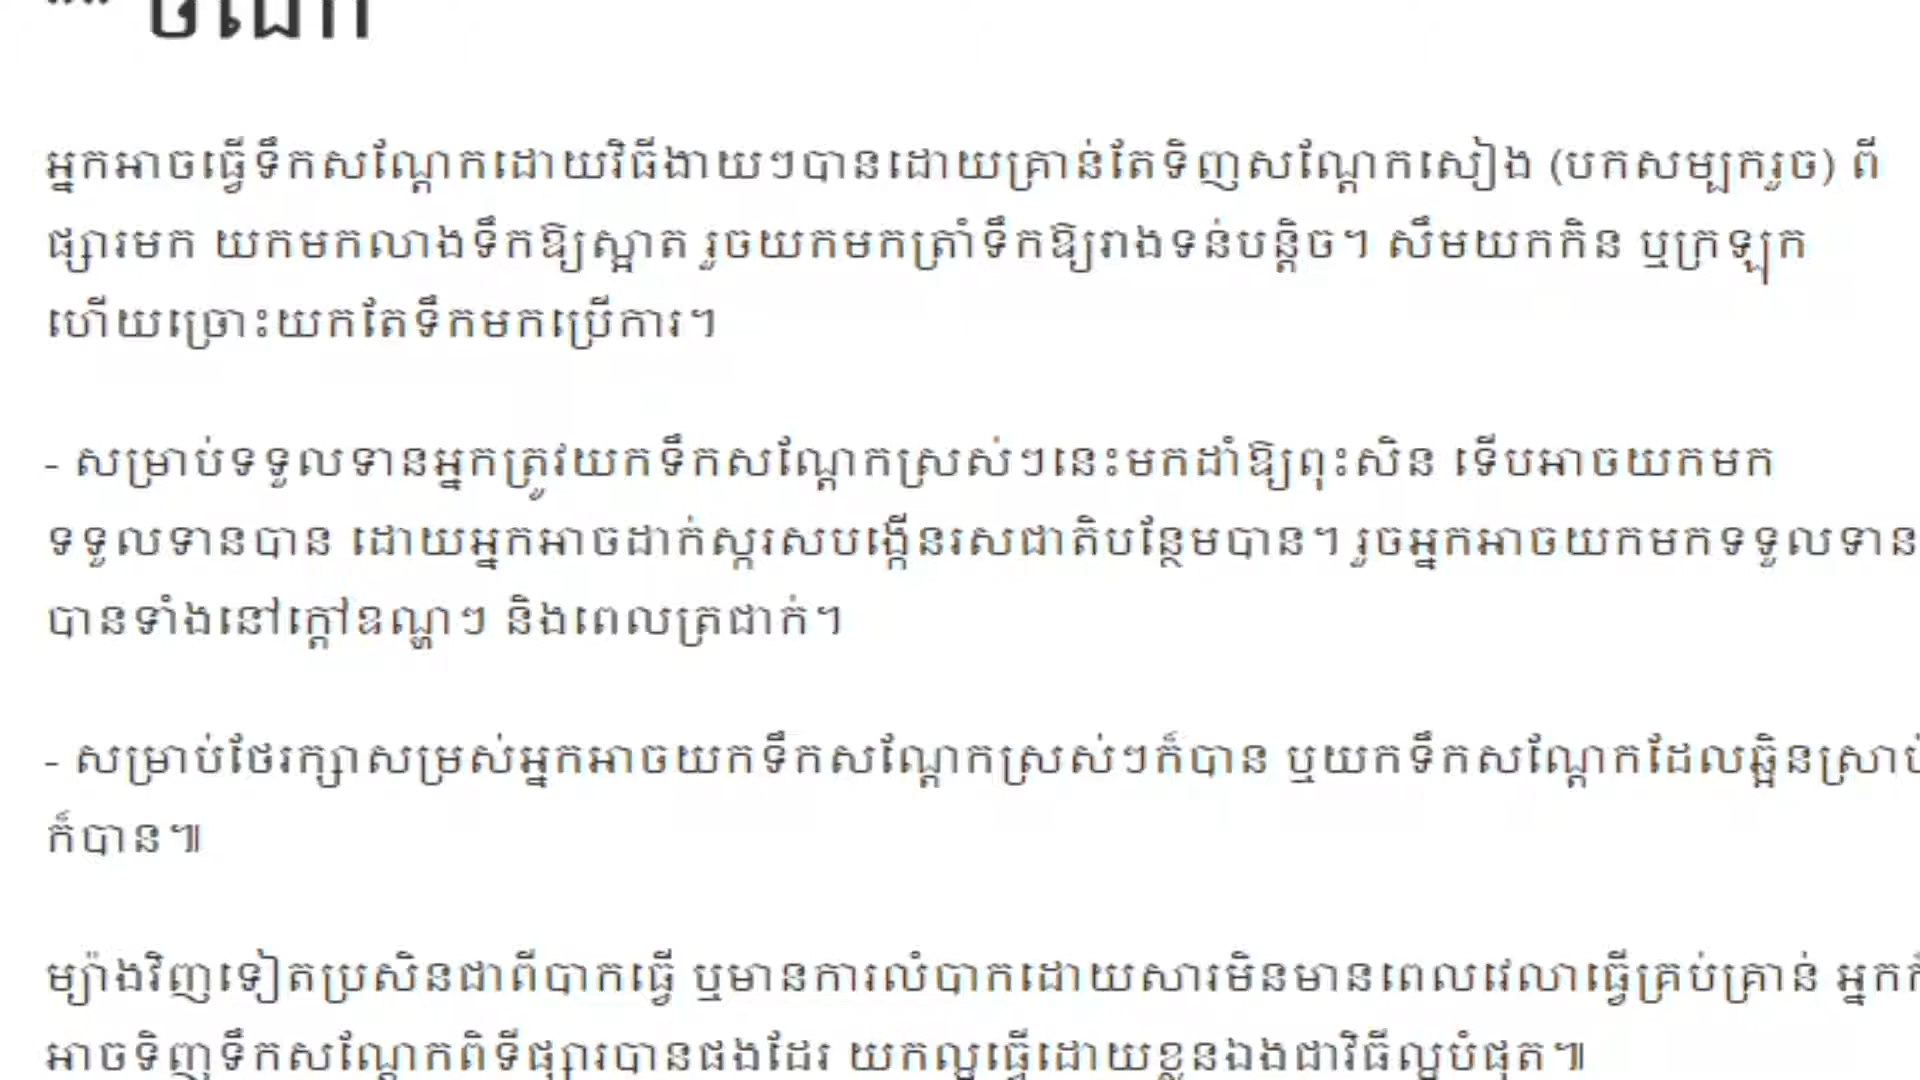 អ្នកអាចធ្វើទឹកសណ្តែកដោយវិធីងាយៗបានដោយគ្រាន់តែទិញសណ្តែកសៀង (បកសម្បករួច) ពី
ផ្សារមក យកមកលាងទឹកឱ្យស្អាត រួចយកមកត្រាំទឹកឱ្យរាងទន់បន្តិច។ សឹមយកកិន ឬក្រឡុក
ហើយច្រោះយកតែទឹកមកប្រើការ។
- សម្រាប់ទទួលទានអ្នកត្រូវយកទឹកសណ្តែកស្រស់ៗនេះមកដាំឱ្យពុះសិន ទើបអាចយកមក
ទទួលទានបាន ដោយអ្នកអាចដាក់ស្ករសបង្កើនរសជាតិបន្ថែមបាន។ រួចអ្នកអាចយកមកទទួលទាន
បានទាំងនៅក្តៅឧណ្ហៗ និងពេលត្រជាក់។
- សម្រាប់ថែរក្សាសម្រស់អ្នកអាចយកទឹកសណ្តែកស្រស់ៗក៏បាន ឬយកទឹកសណ្តែកដែលឆ្អិនស្រាប់
ក៏បាន៕
ម្យ៉ាងវិញទៀតប្រសិនជាពីបាកធ្វើ ឬមានការលំបាកដោយសារមិនមានពេលវេលាធ្វើគ្រប់គ្រាន់ អ្នកក៏
អាចទិញទឹកសណ្តែកពិទីផ្សារបានផងដែរ យកល្អធ្វើដោយខ្លួនឯងជាវិធីល្អបំផុត៕